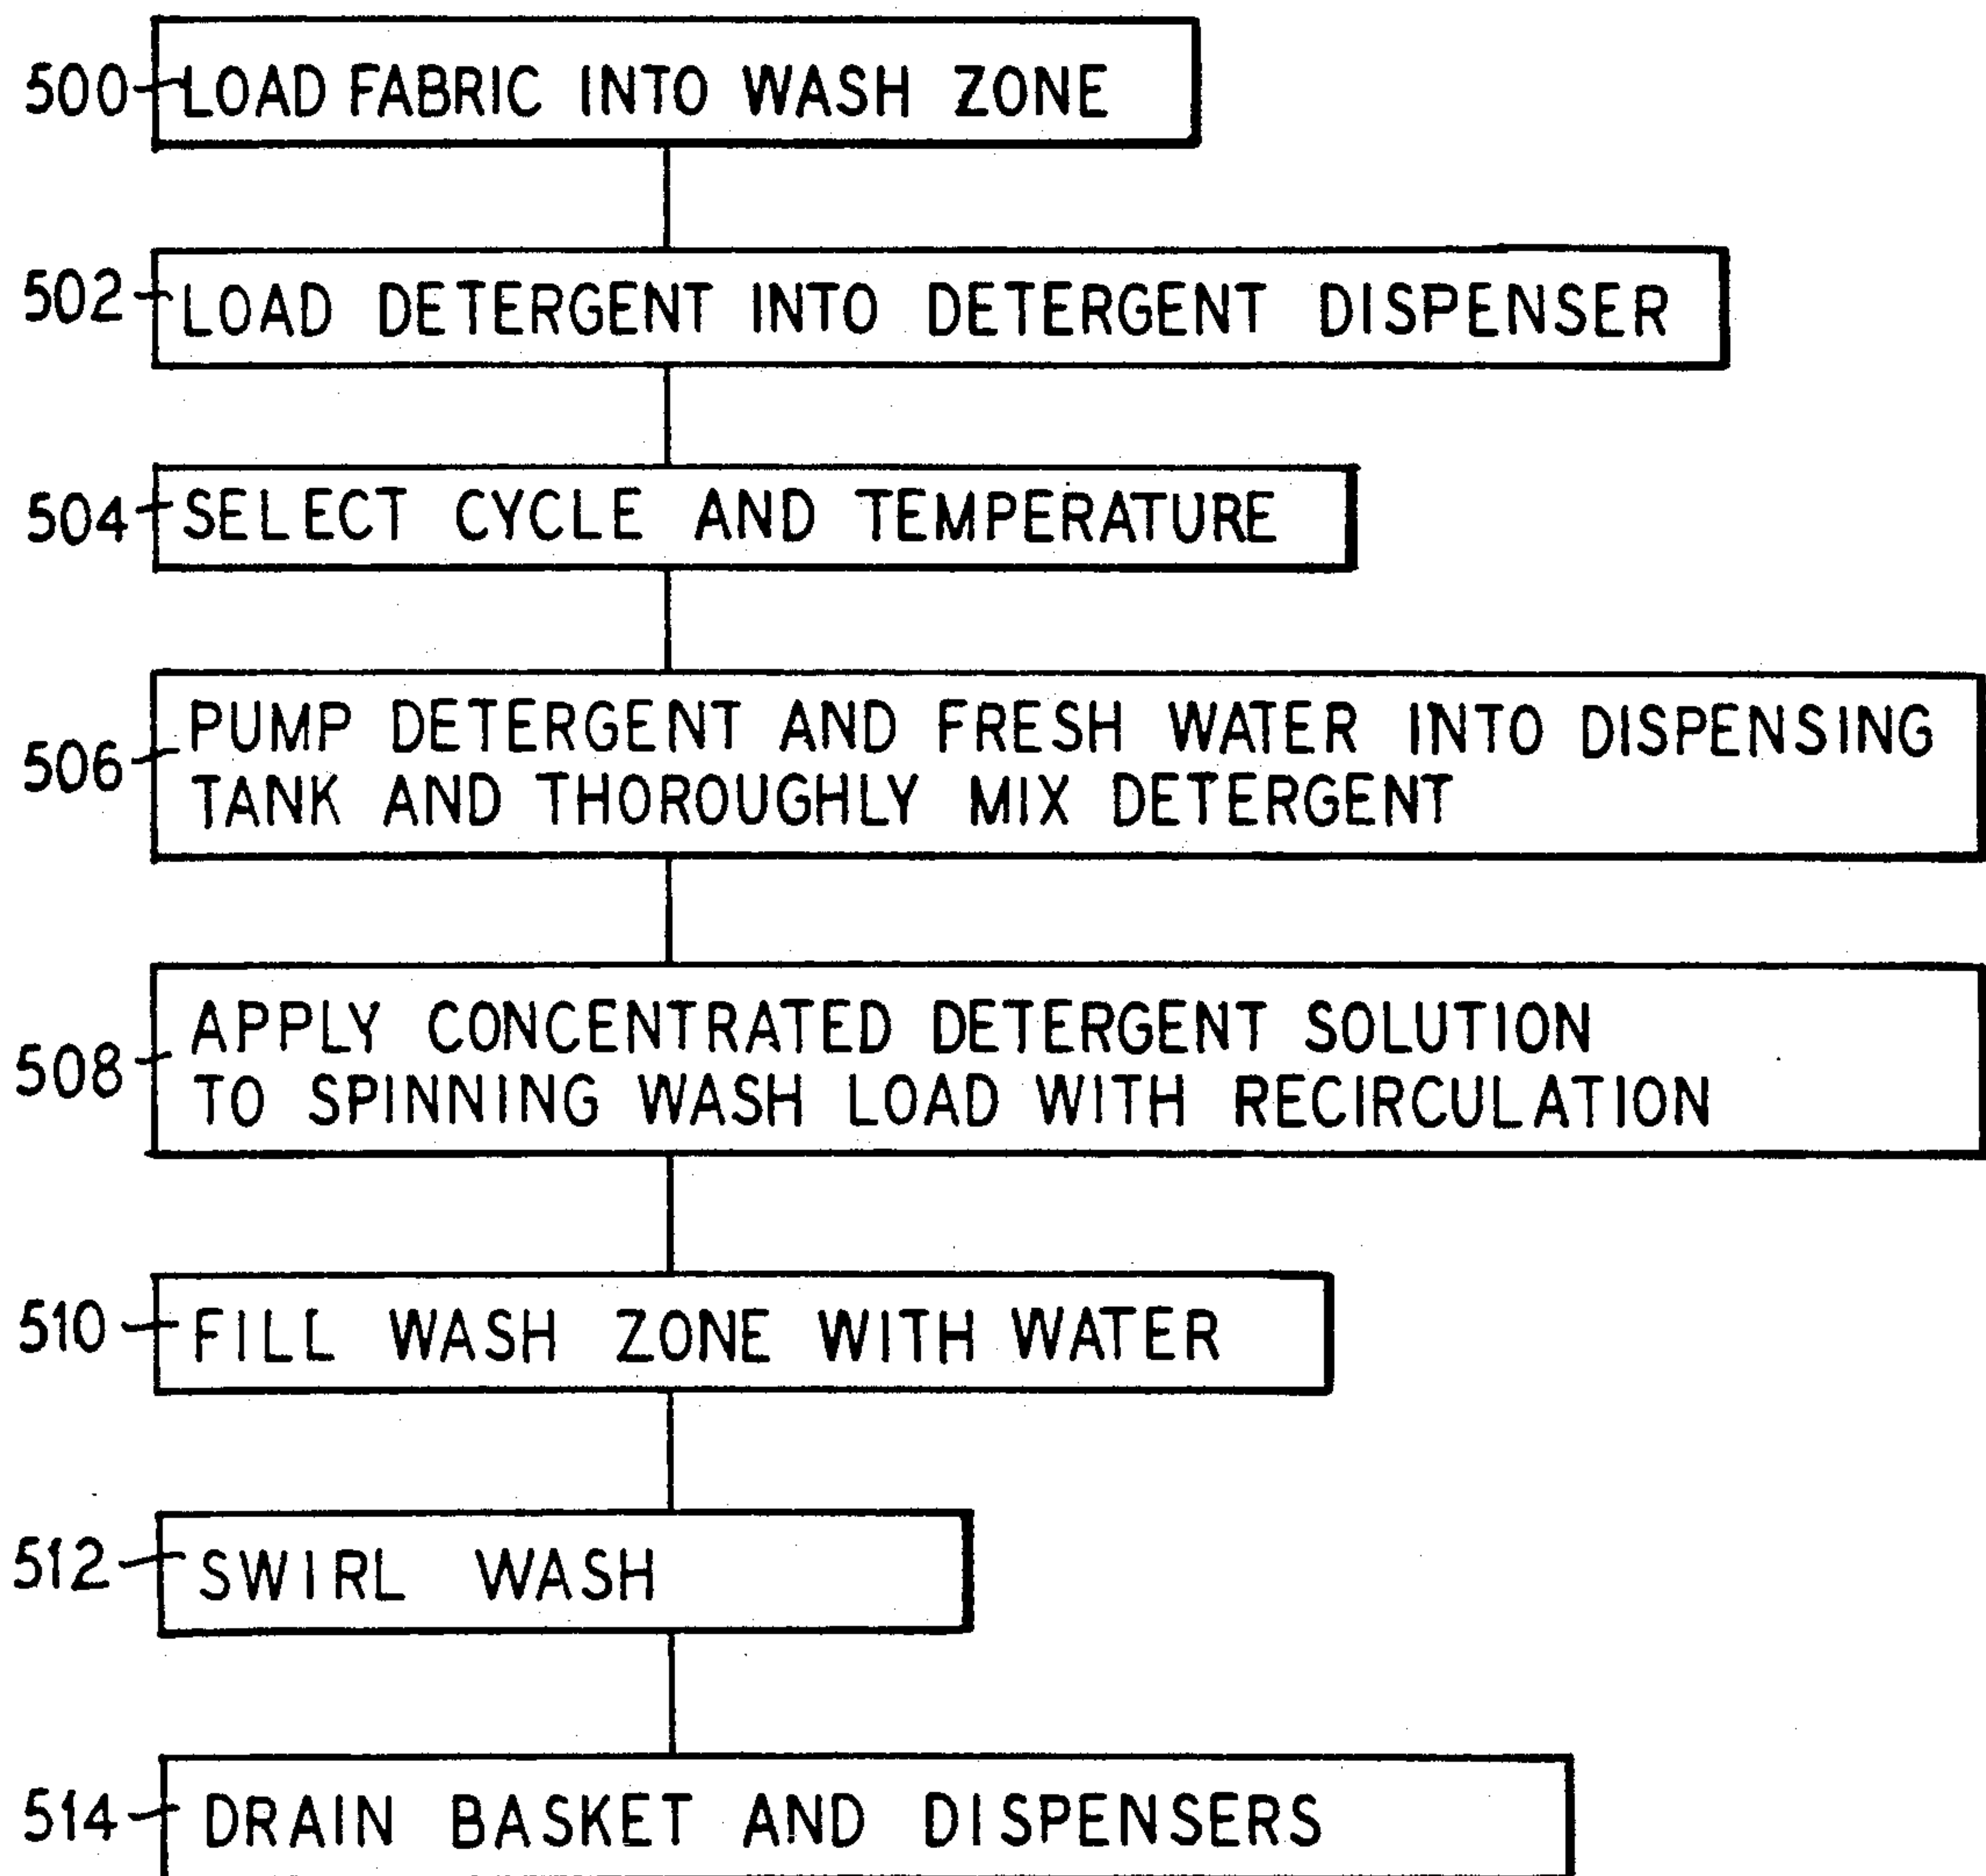 500 LOAD FABRIC INTO WASH ZONE
502 LOAD DETERGENT INTO DETERGENT DISPENSER
504 SELECT CYCLE AND TEMPERATURE
506 PUMP DETERGENT AND FRESH WATER INTO DISPENSING
TANK AND THOROUGHLY MIX DETERGENT
508 APPLY CONCENTRATED DETERGENT SOLUTION
TO SPINNING WASH LOAD WITH RECIRCULATION
510 FILL WASH ZONE WITH WATER
512 SWIRL WASH
514 DRAIN BASKET AND DISPENSERS